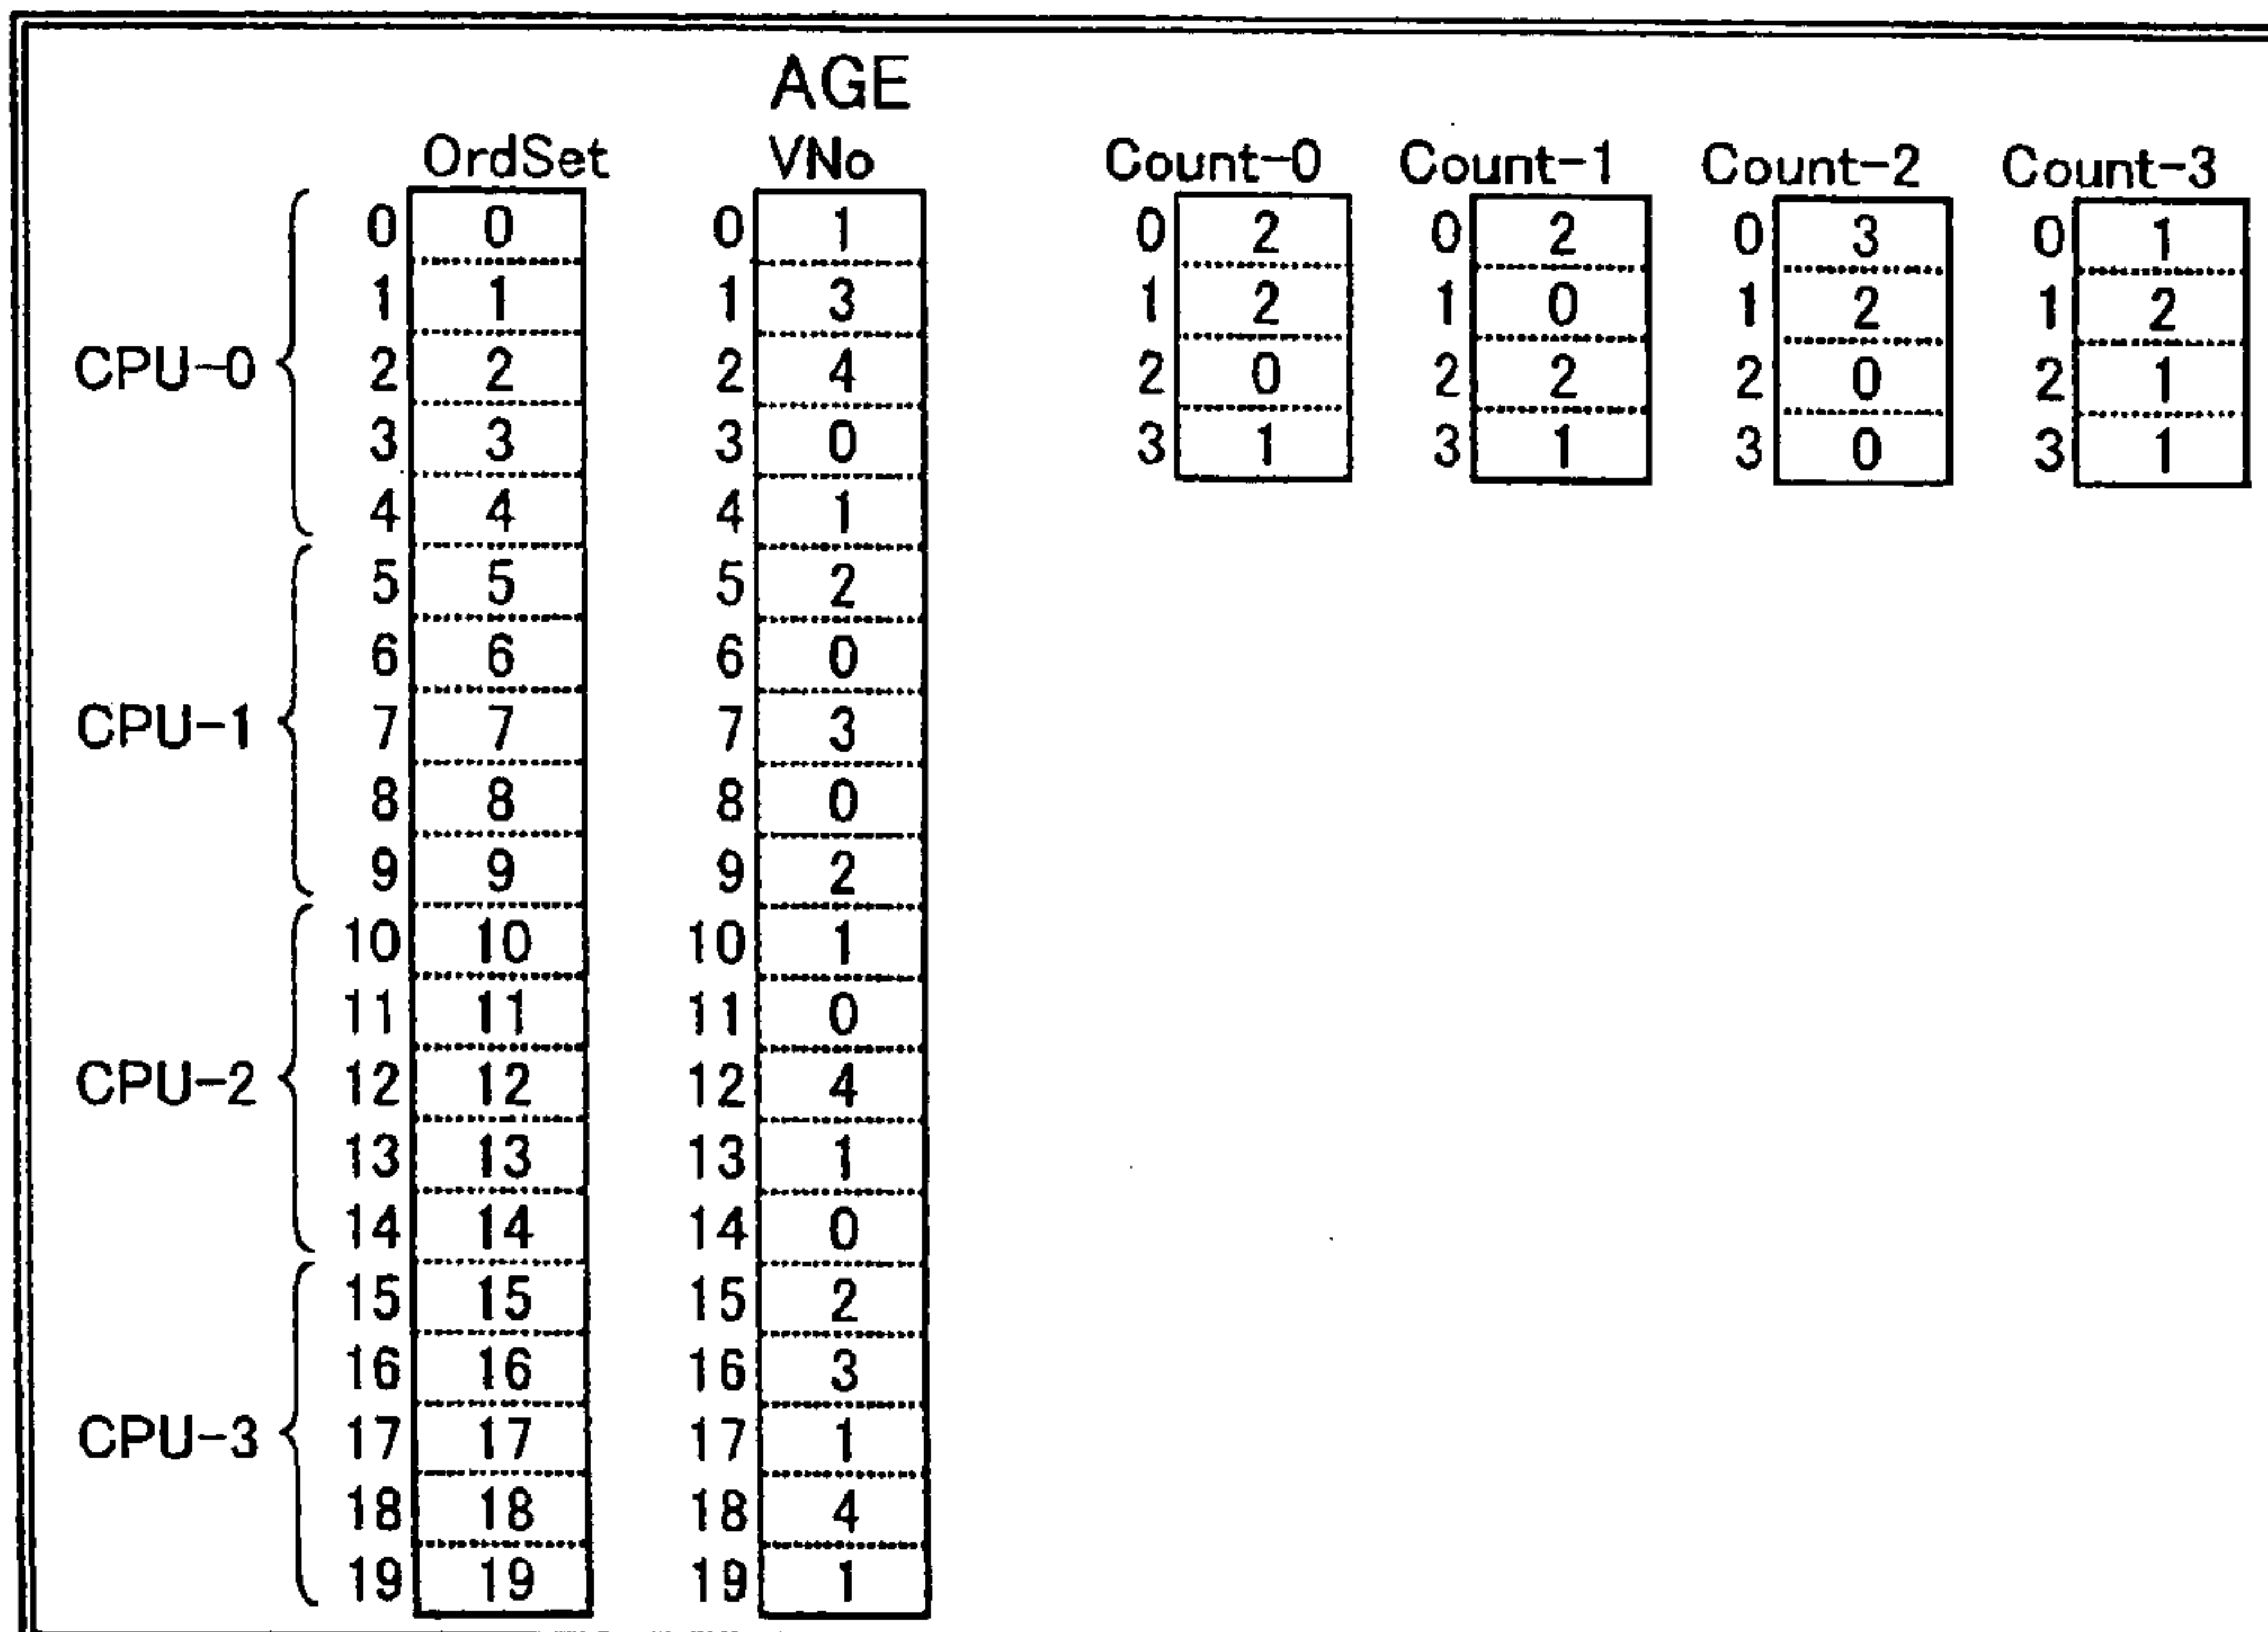 AGE
OrdSet VNo Count-0 Count-1 Count-2 Count-3
0 0 0 1 0 2 0 2 0 3 0 1
1 1 1 3 1 2 1 0 1 2 1 2
CPU-0 2 2 2 4 2 0 2 2 2 0 2 1
3 3 3 0 3 1 3 1 3 0 3 1
4 4 4 1
5 5 5 2
6 6 6 0
CPU-1 7 7 7 3
8 8 8 0
9 9 9 2
10 10 10 1
11 11 11 0
CPU-2 12 12 12 4
13 13 13 1
14 14 14 0
15 15 15 2
16 16 16 3
CPU-3 17 17 17 1
18 18 18 4
19 19 19 1